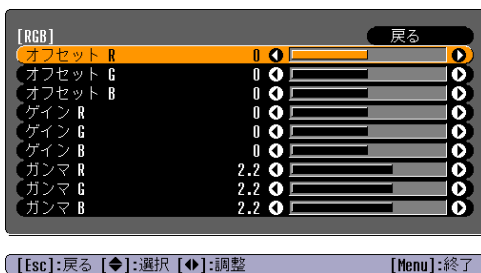 [RGB] 戻る
オフセット R 0
オフセット G 0
オフセット B 0
ゲイン R 0
ゲイン G 0
ゲイン B 0
ガンマ R 2.2
ガンマ G 2.2
ガンマ B 2.2
[Esc]:戻る [◆]:選択 [◆]:調整 [Menu]:終了